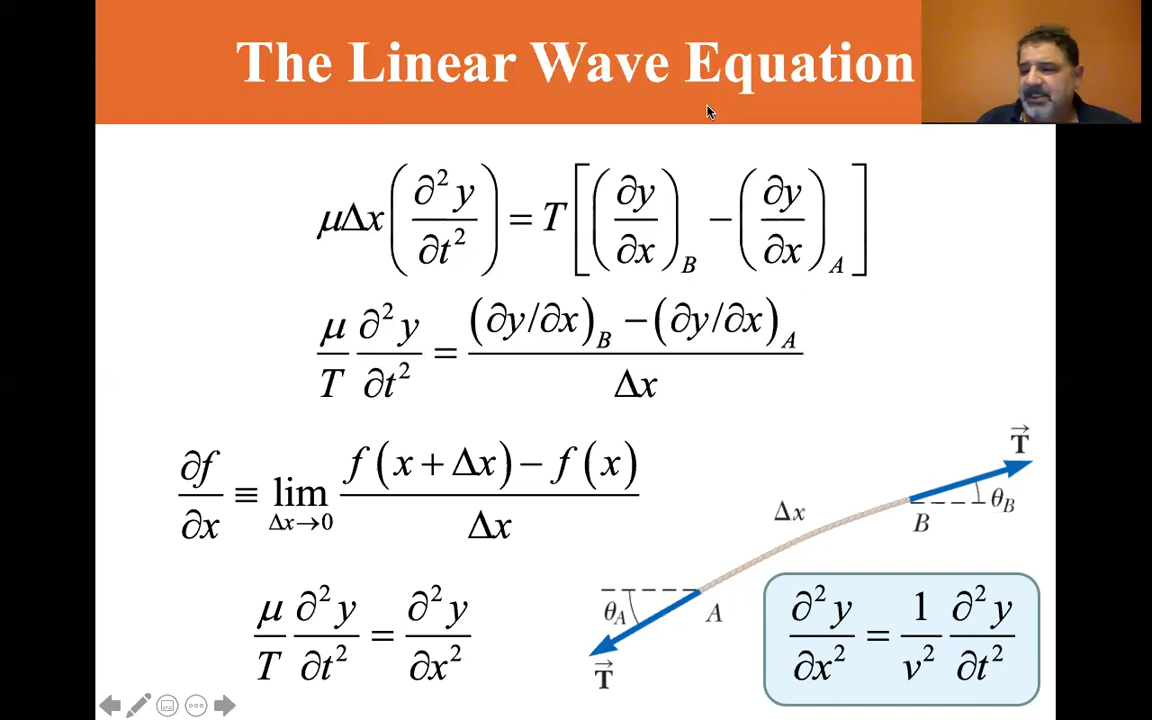 The Linear Wave Equation
μΔx(∂²y/∂t²) = T[(∂y/∂x)_B − (∂y/∂x)_A]
μ/T ∂²y/∂t² = ((∂y/∂x)_B − (∂y/∂x)_A)/Δx
∂f/∂x ≡ lim_{Δx→0} (f(x + Δx) − f(x))/Δx
μ/T ∂²y/∂t² = ∂²y/∂x²
T⃗
θ_B
Δx
B
θ_A
A
T⃗
∂²y/∂x² = 1/v² ∂²y/∂t²